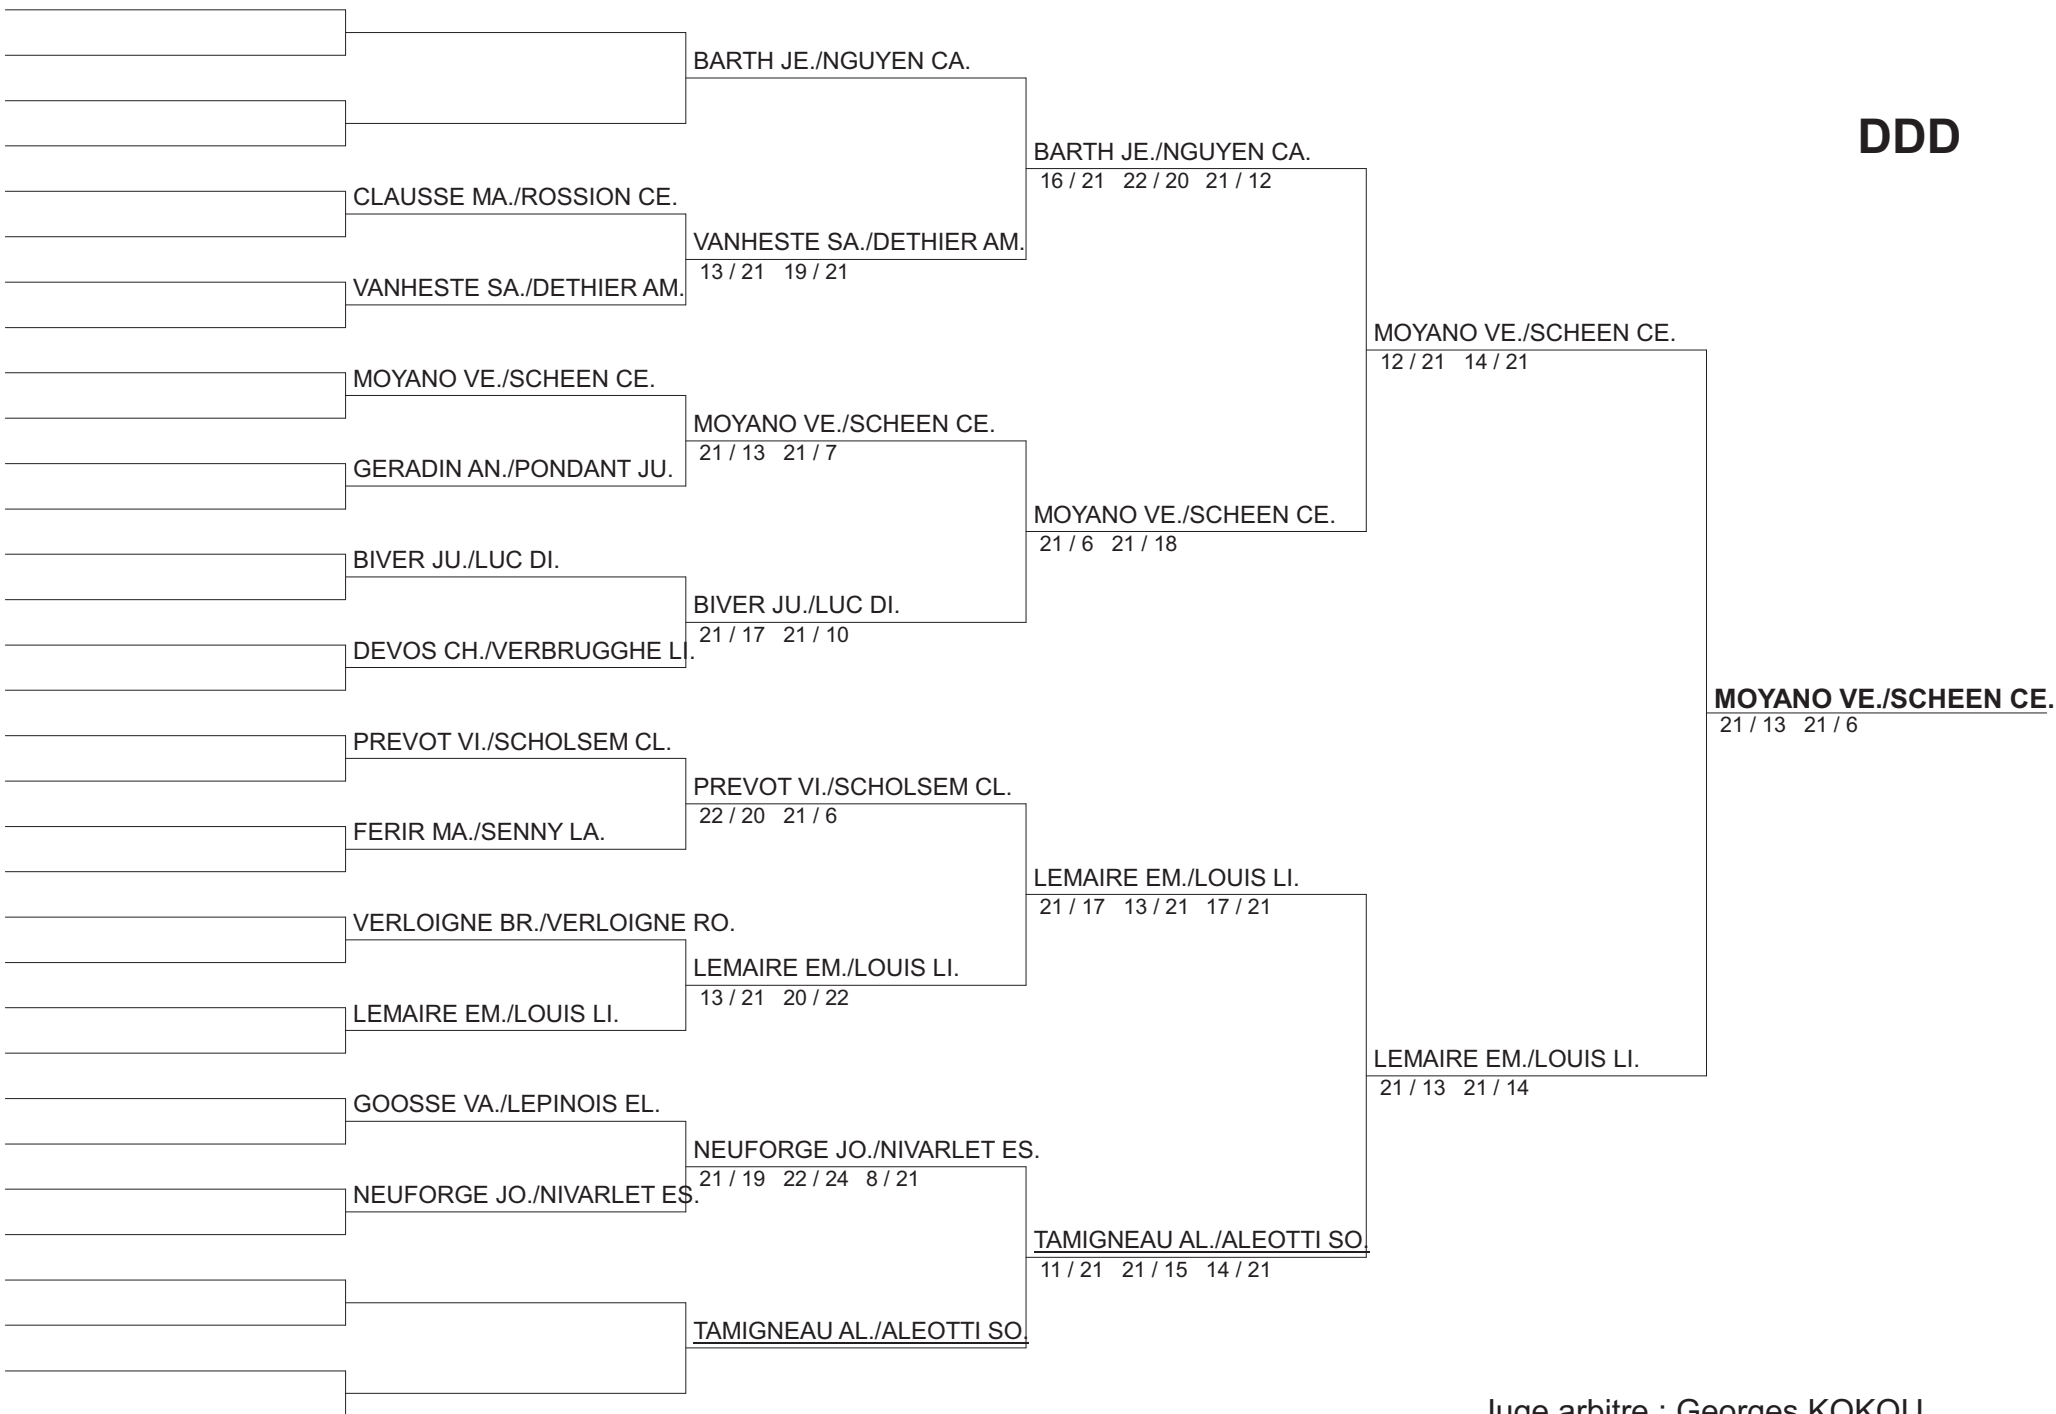 DDD
BARTH JE./NGUYEN CA.
CLAUSSE MA./ROSSION CE.
VANHESTE SA./DETHIER AM.
MOYANO VE./SCHEEN CE.
GERADIN AN./PONDANT JU.
BIVER JU./LUC DI.
DEVOS CH./VERBRUGGHE LI.
PREVOT VI./SCHOLSEM CL.
FERIR MA./SENNY LA.
VERLOIGNE BR./VERLOIGNE RO.
LEMAIRE EM./LOUIS LI.
GOOSSE VA./LEPINOIS EL.
NEUFORGE JO./NIVARLET ES.
VANHESTE SA./DETHIER AM.
13 / 21 19 / 21
MOYANO VE./SCHEEN CE.
21 / 13 21 / 7
BIVER JU./LUC DI.
21 / 17 21 / 10
PREVOT VI./SCHOLSEM CL.
22 / 20 21 / 6
LEMAIRE EM./LOUIS LI.
13 / 21 20 / 22
NEUFORGE JO./NIVARLET ES.
21 / 19 22 / 24 8 / 21
TAMIGNEAU AL./ALEOTTI SO.
BARTH JE./NGUYEN CA.
16 / 21 22 / 20 21 / 12
MOYANO VE./SCHEEN CE.
21 / 6 21 / 18
LEMAIRE EM./LOUIS LI.
21 / 17 13 / 21 17 / 21
TAMIGNEAU AL./ALEOTTI SO.
11 / 21 21 / 15 14 / 21
MOYANO VE./SCHEEN CE.
12 / 21 14 / 21
LEMAIRE EM./LOUIS LI.
21 / 13 21 / 14
MOYANO VE./SCHEEN CE.
21 / 13 21 / 6
Juge arbitre : Georges KOKOU